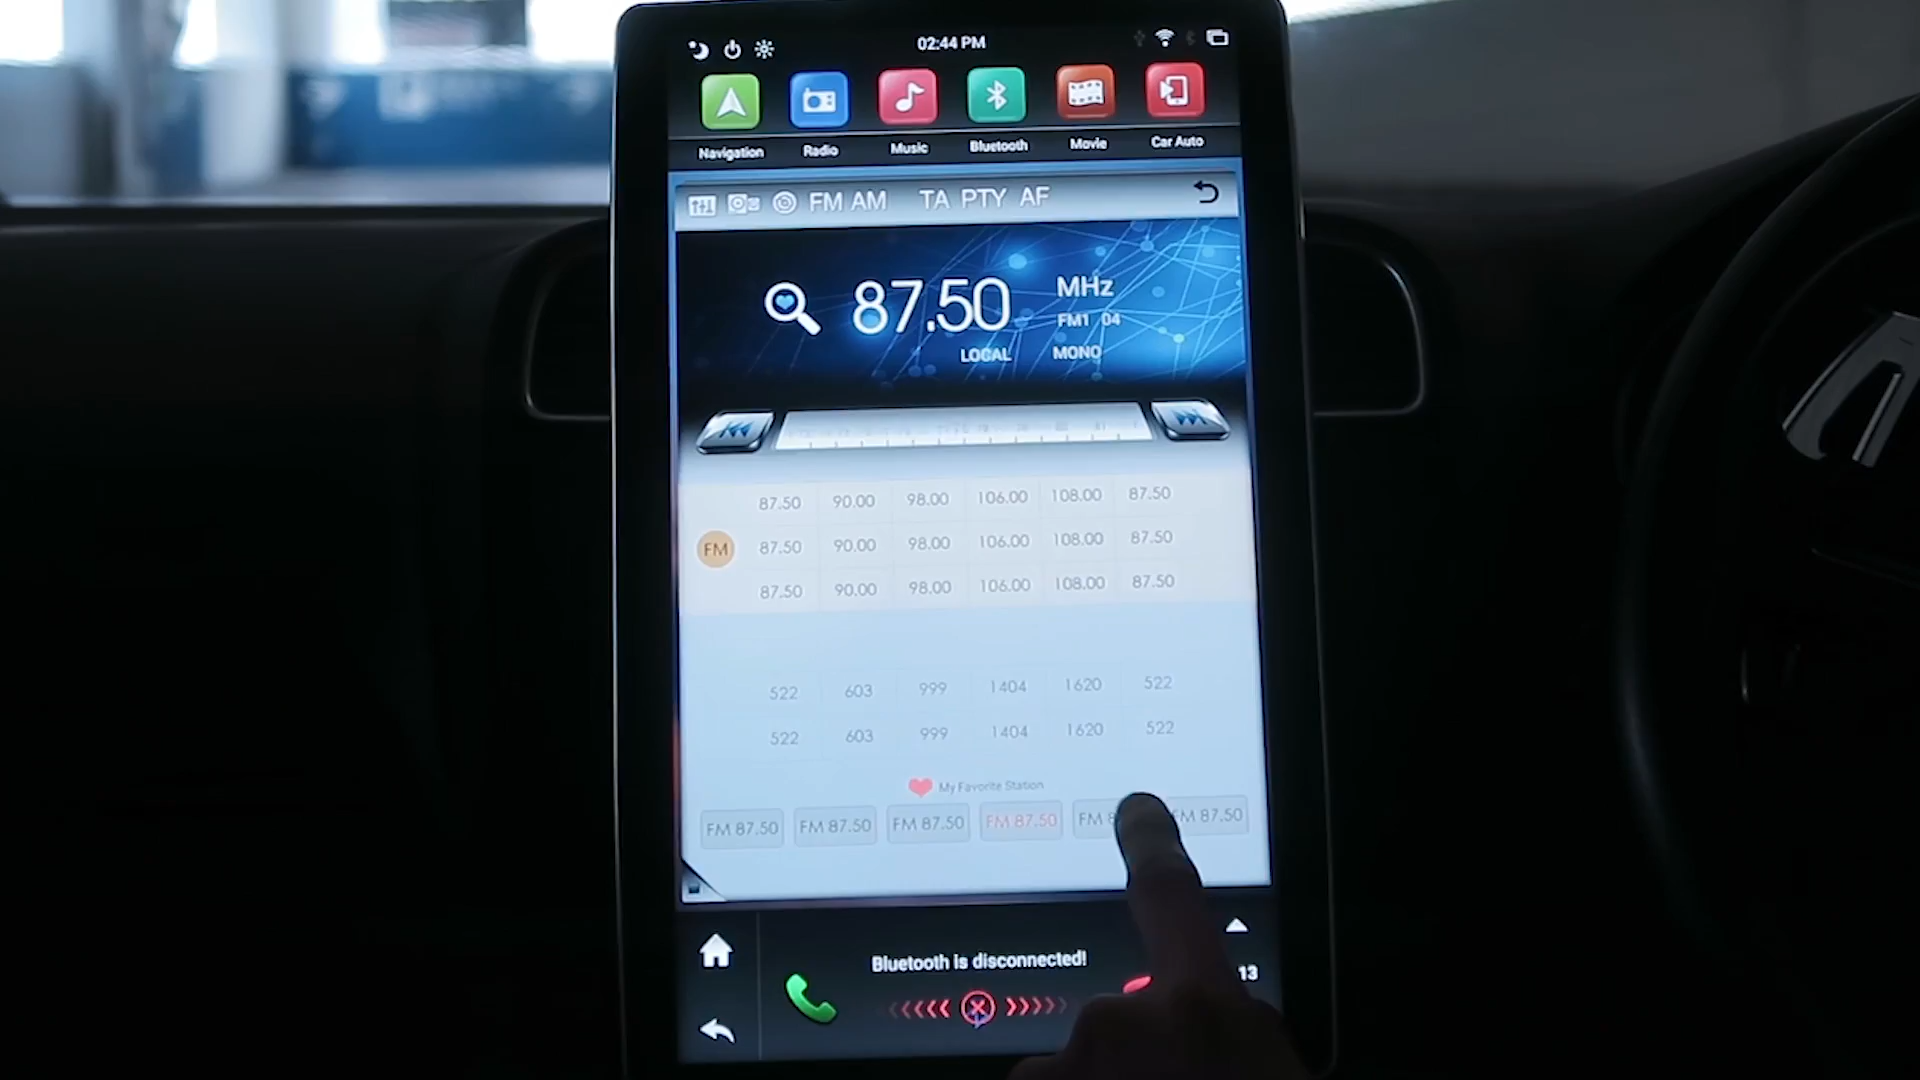 02:44 PM
Navigation Radio Music Bluetooth Movie Car Auto
FM AM TA PTY AF
87.50 MHz
FM1 04
LOCAL MONO
87.50 90.00 98.00 106.00 108.00 87.50
FM 87.50 90.00 98.00 106.00 108.00 87.50
87.50 90.00 98.00 106.00 108.00 87.50
522 603 999 1404 1620 522
522 603 999 1404 1620 522
My Favorite Station
FM 87.50 FM 87.50 FM 87.50 FM 87.50 FM 8 FM 87.50
Bluetooth is disconnected!
13